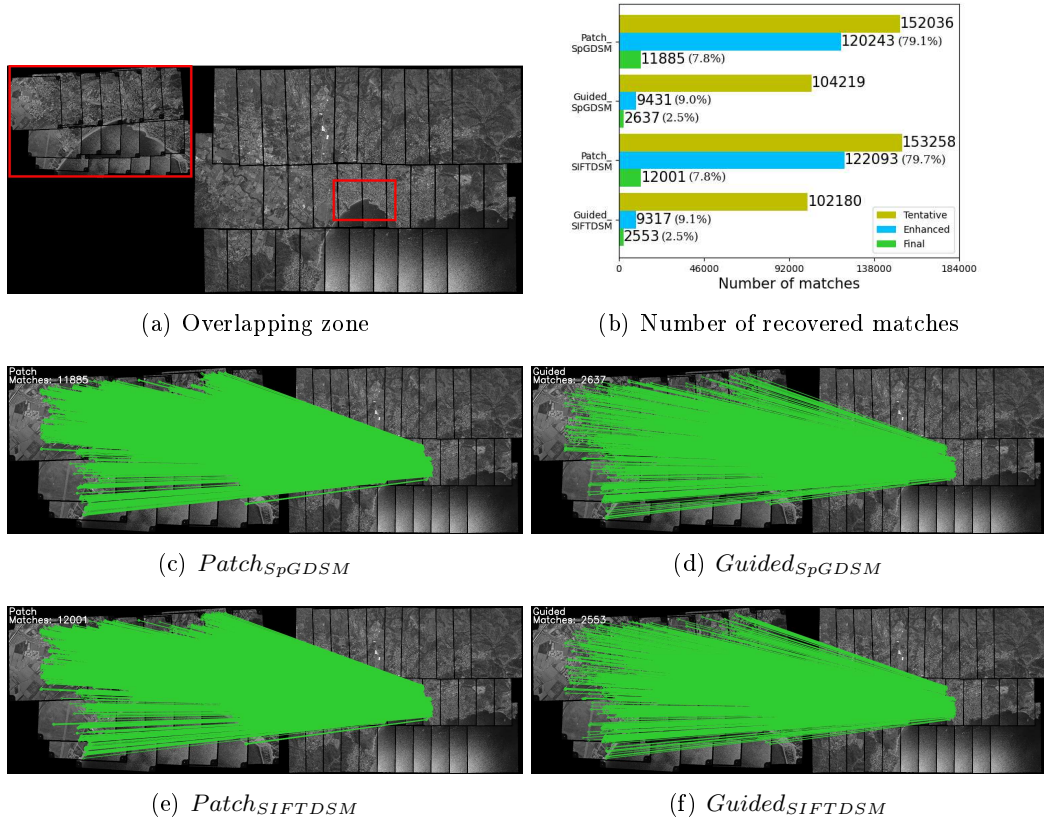 Patch_
SpGDSM
152036
120243 (79.1%)
11885 (7.8%)
Guided_
SpGDSM
104219
9431 (9.0%)
2637 (2.5%)
Patch_
SIFTDSM
153258
122093 (79.7%)
12001 (7.8%)
Guided_
SIFTDSM
102180
9317 (9.1%)
2553 (2.5%)
Tentative
Enhanced
Final
0 46000 92000 138000 184000
Number of matches
(a) Overlapping zone
(b) Number of recovered matches
Patch
Matches: 11885
Guided
Matches: 2637
(c) Patch_SpGDSM
(d) Guided_SpGDSM
Patch
Matches: 12001
Guided
Matches: 2553
(e) Patch_SIFTDSM
(f) Guided_SIFTDSM